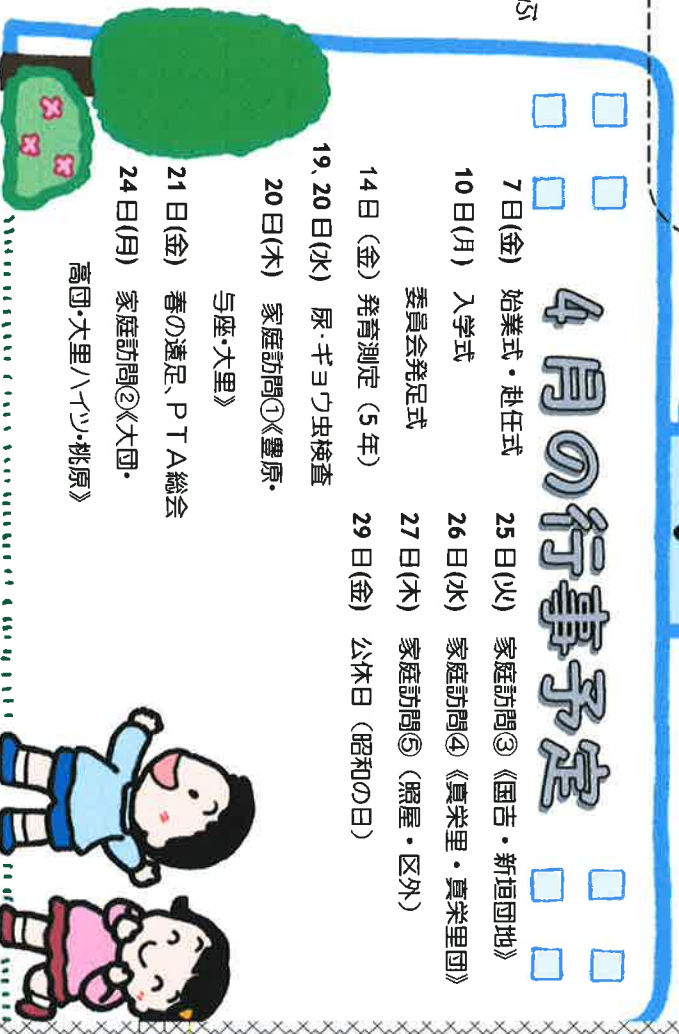 ぶ
4月の行事予定
7日(金) 始業式・赴任式
10日(月) 入学式
委員会発足式
14日(金) 発育測定(5年)
19、20日(水) 尿・ギョウ虫検査
20日(木) 家庭訪問①《豊原・
与座・大里》
21日(金) 春の遠足、PTA総会
24日(月) 家庭訪問②《大団・
高団・大里ハイツ・桃原》
25日(火) 家庭訪問③《国吉・新垣団地》
26日(水) 家庭訪問④《真栄里・真栄里団》
27日(木) 家庭訪問⑤(照屋・区外)
29日(金) 公休日(昭和の日)